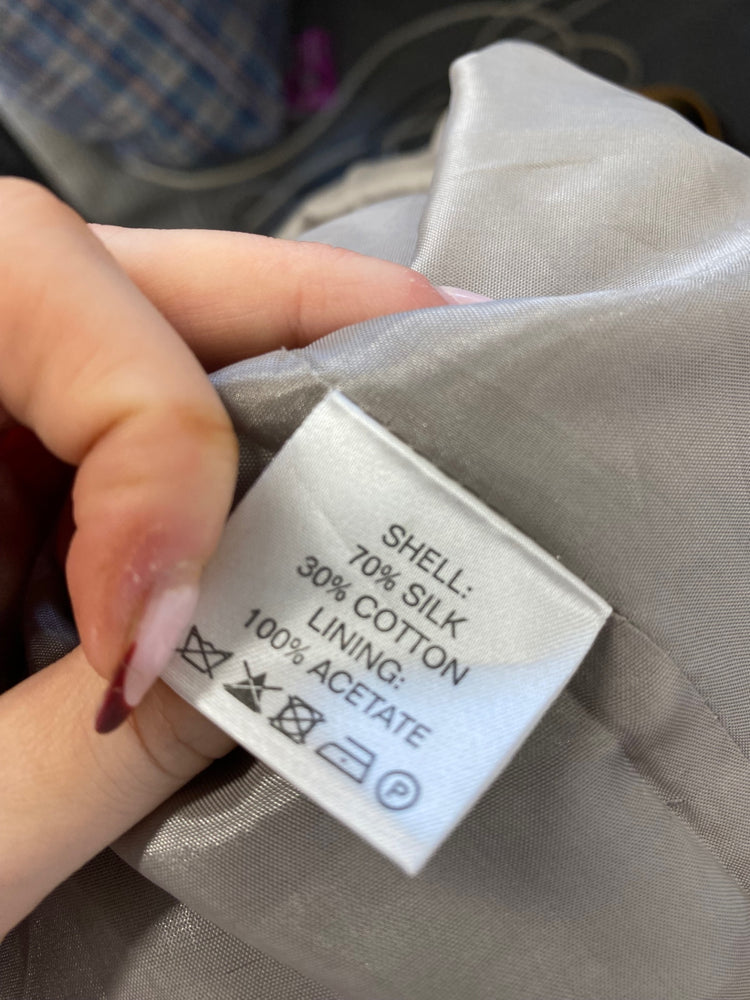 SHELL:
70% SILK
30% COTTON
LINING:
100% ACETATE
P